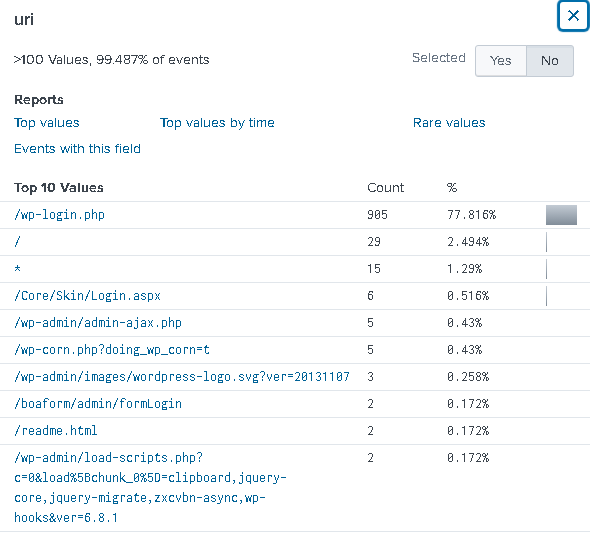 uri
>100 Values, 99.487% of events
Selected Yes No
Reports
Top values Top values by time Rare values
Events with this field
Top 10 Values Count %
/wp-login.php 905 77.816%
/ 29 2.494%
* 15 1.29%
/Core/Skin/Login.aspx 6 0.516%
/wp-admin/admin-ajax.php 5 0.43%
/wp-corn.php?doing_wp_corn=t 5 0.43%
/wp-admin/images/wordpress-logo.svg?ver=20131107 3 0.258%
/boaform/admin/formLogin 2 0.172%
/readme.html 2 0.172%
/wp-admin/load-scripts.php? 2 0.172%
c=0&load%5Bchunk_0%5D=clipboard,jquery-
core,jquery-migrate,zxcvbn-async,wp-
hooks&ver=6.8.1